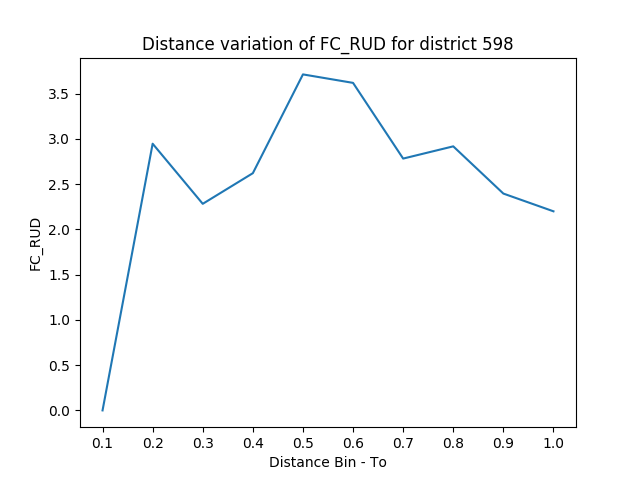 Distance variation of FC_RUD for district 598
3.5
3.0
2.5
2.0
1.5
1.0
0.5
0.0
FC_RUD
0.1 0.2 0.3 0.4 0.5 0.6 0.7 0.8 0.9 1.0
Distance Bin - To